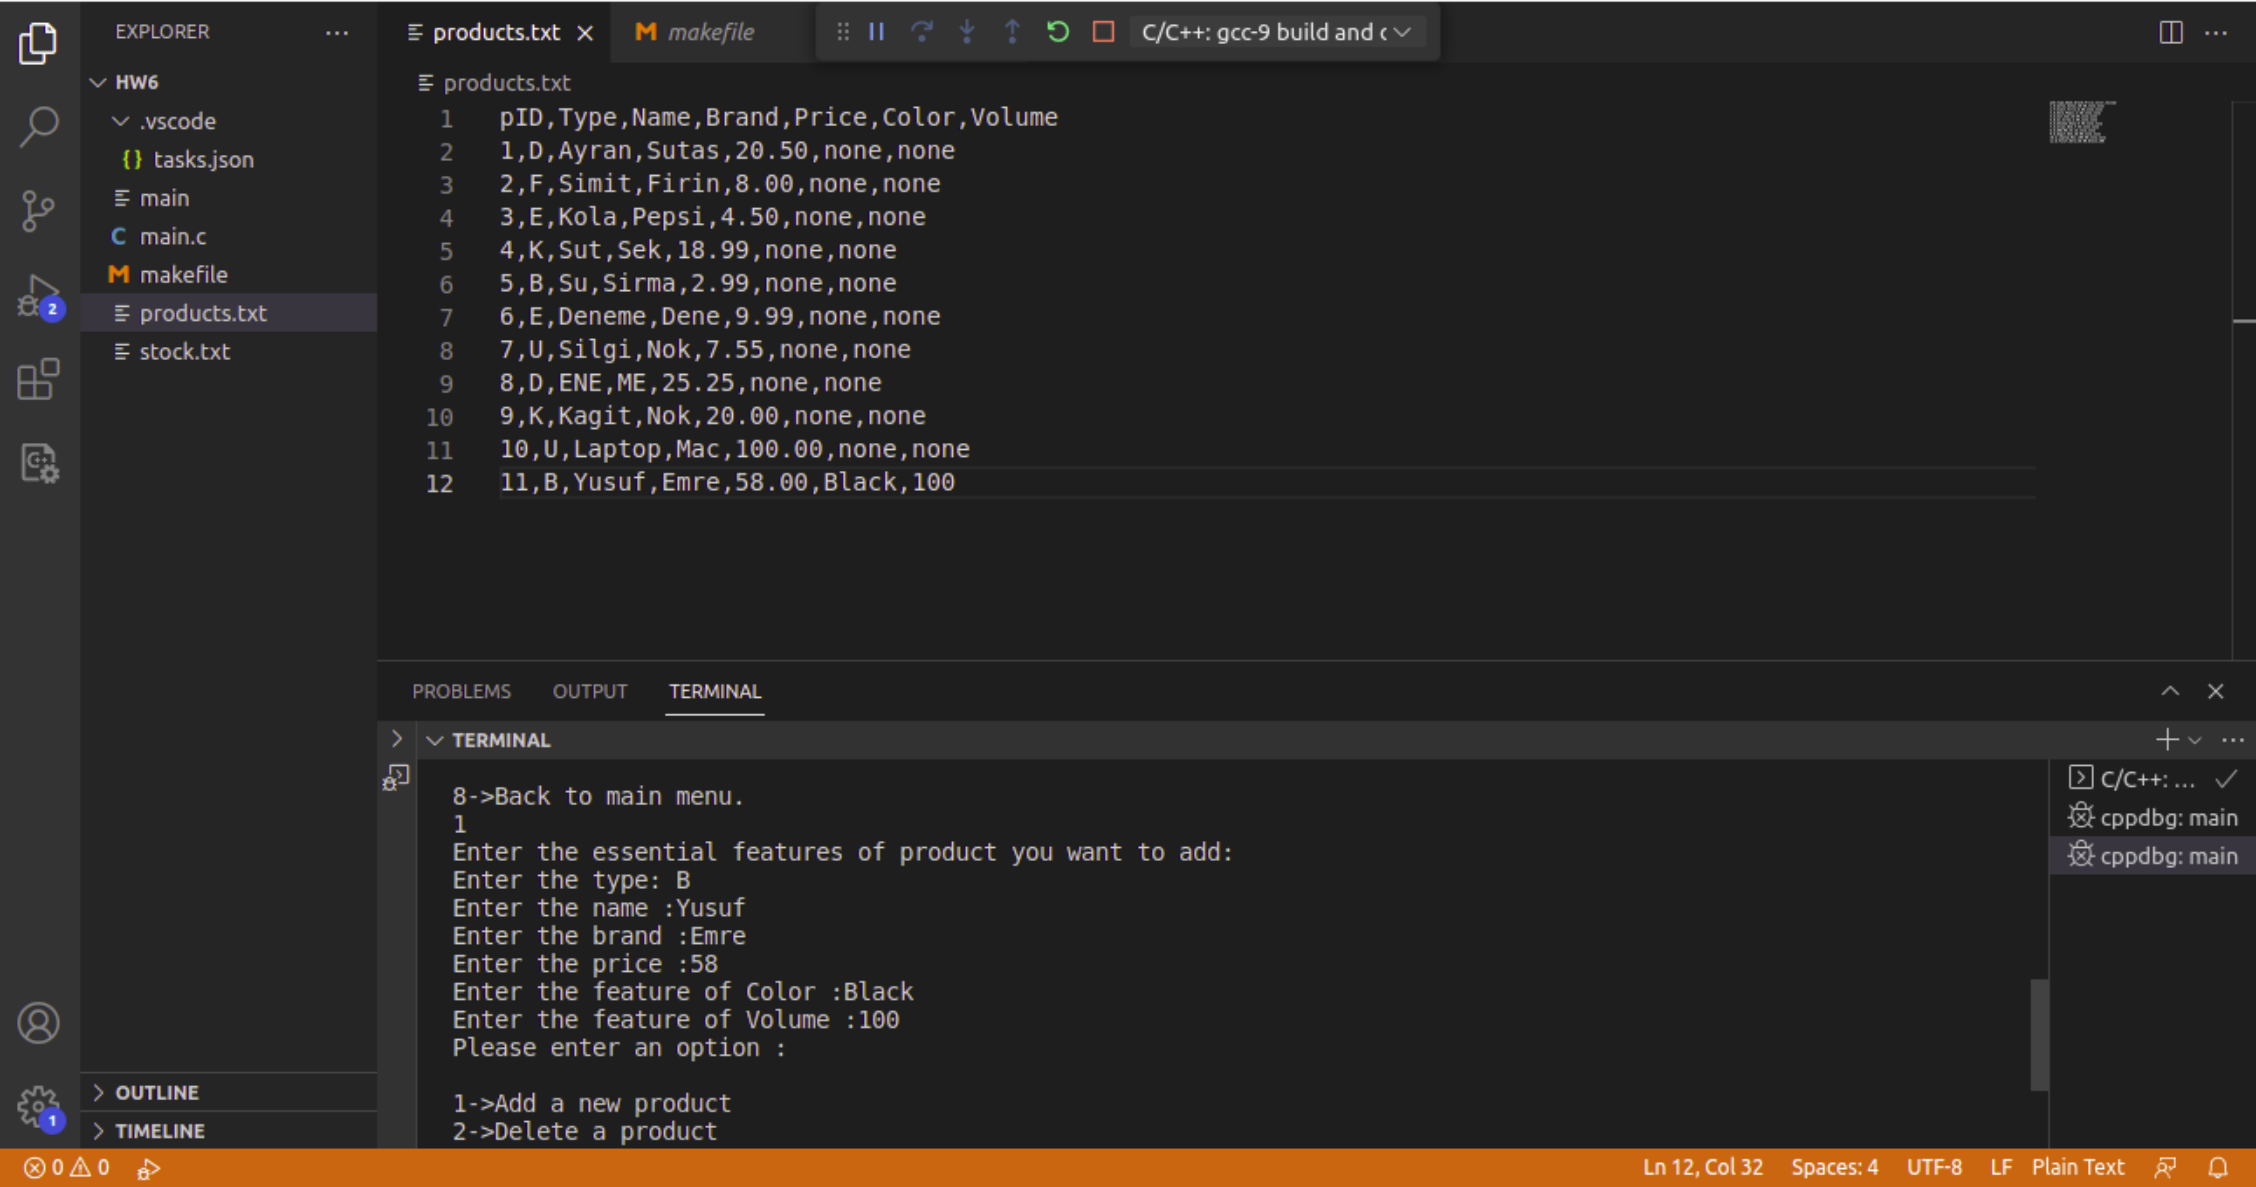 EXPLORER
HW6
.vscode
{} tasks.json
main
C main.c
M makefile
products.txt
stock.txt
OUTLINE
TIMELINE
2
1
products.txt
M makefile
C/C++: gcc-9 build and c
products.txt
1 pID,Type,Name,Brand,Price,Color,Volume
2 1,D,Ayran,Sutas,20.50,none,none
3 2,F,Simit,Firin,8.00,none,none
4 3,E,Kola,Pepsi,4.50,none,none
5 4,K,Sut,Sek,18.99,none,none
6 5,B,Su,Sirma,2.99,none,none
7 6,E,Deneme,Dene,9.99,none,none
8 7,U,Silgi,Nok,7.55,none,none
9 8,D,ENE,ME,25.25,none,none
10 9,K,Kagit,Nok,20.00,none,none
11 10,U,Laptop,Mac,100.00,none,none
12 11,B,Yusuf,Emre,58.00,Black,100
PROBLEMS OUTPUT TERMINAL
TERMINAL
8->Back to main menu.
1
Enter the essential features of product you want to add:
Enter the type: B
Enter the name :Yusuf
Enter the brand :Emre
Enter the price :58
Enter the feature of Color :Black
Enter the feature of Volume :100
Please enter an option :
1->Add a new product
2->Delete a product
C/C++: ...
cppdbg: main
cppdbg: main
0 0
Ln 12, Col 32 Spaces: 4 UTF-8 LF Plain Text